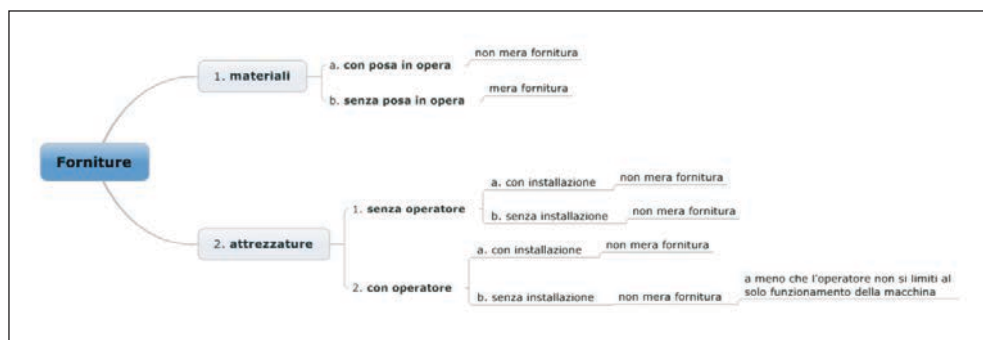 Forniture
1. materiali
a. con posa in opera
non mera fornitura
b. senza posa in opera
mera fornitura
2. attrezzature
1. senza operatore
a. con installazione
non mera fornitura
b. senza installazione
non mera fornitura
2. con operatore
a. con installazione
non mera fornitura
b. senza installazione
non mera fornitura
a meno che l'operatore non si limiti al
solo funzionamento della macchina